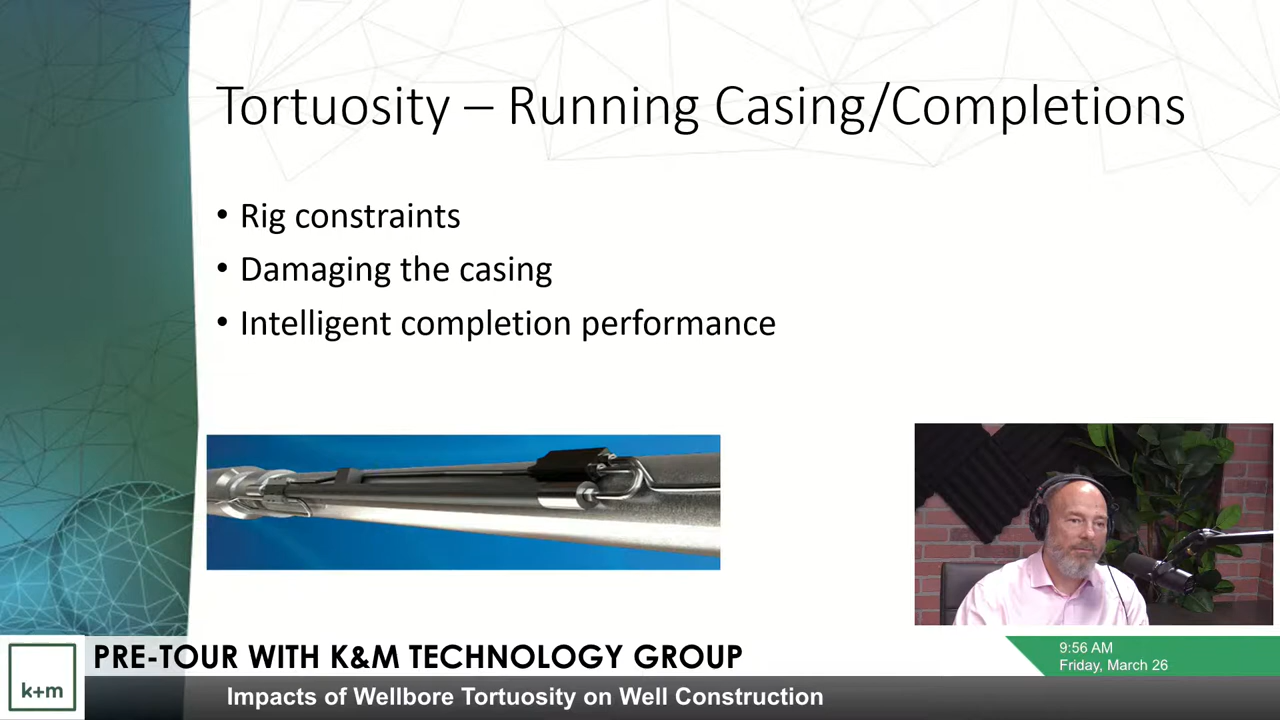 Tortuosity – Running Casing/Completions
• Rig constraints
• Damaging the casing
• Intelligent completion performance
k+m
PRE-TOUR WITH K&M TECHNOLOGY GROUP
Impacts of Wellbore Tortuosity on Well Construction
9:56 AM
Friday, March 26